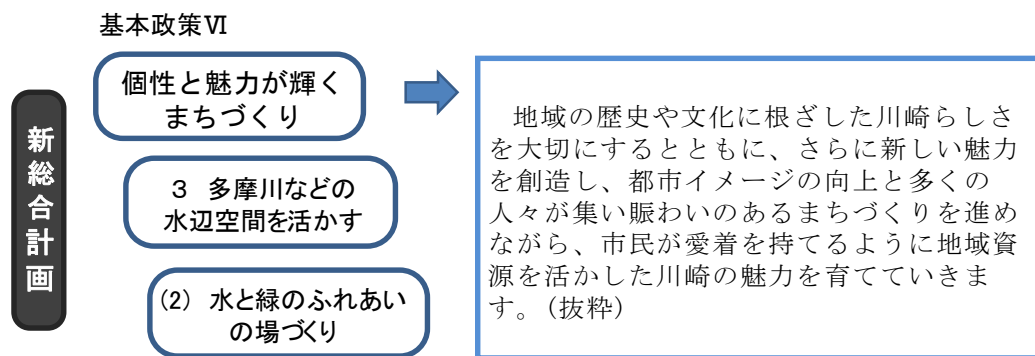 基本政策Ⅵ
新総合計画
個性と魅力が輝く
まちづくり
3 多摩川などの
水辺空間を活かす
(2) 水と緑のふれあい
の場づくり
地域の歴史や文化に根ざした川崎らしさ
を大切にするとともに、さらに新しい魅力
を創造し、都市イメージの向上と多くの
人々が集い賑わいのあるまちづくりを進め
ながら、市民が愛着を持てるように地域資
源を活かした川崎の魅力を育てていきま
す。(抜粋)